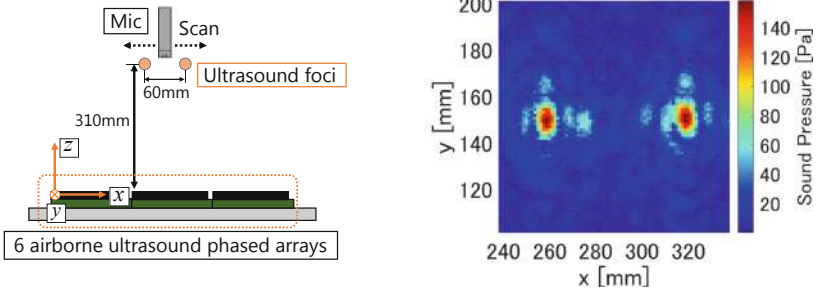 Mic
Scan
Ultrasound foci
60mm
310mm
z
x
y
6 airborne ultrasound phased arrays
200
180
160
140
120
y [mm]
240 260 280 300 320
x [mm]
140
120
100
80
60
40
20
Sound Pressure [Pa]